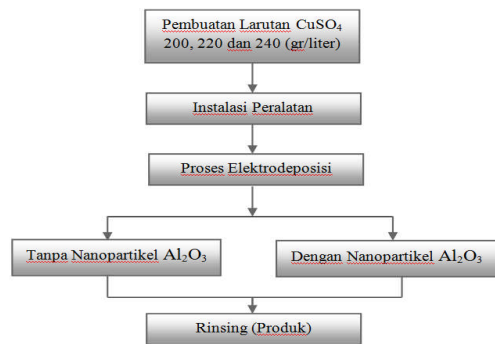 Pembuatan Larutan CuSO₄
200, 220 dan 240 (gr/liter)
Instalasi Peralatan
Proses Elektrodeposisi
Tanpa Nanopartikel Al₂O₃
Dengan Nanopartikel Al₂O₃
Rinsing (Produk)